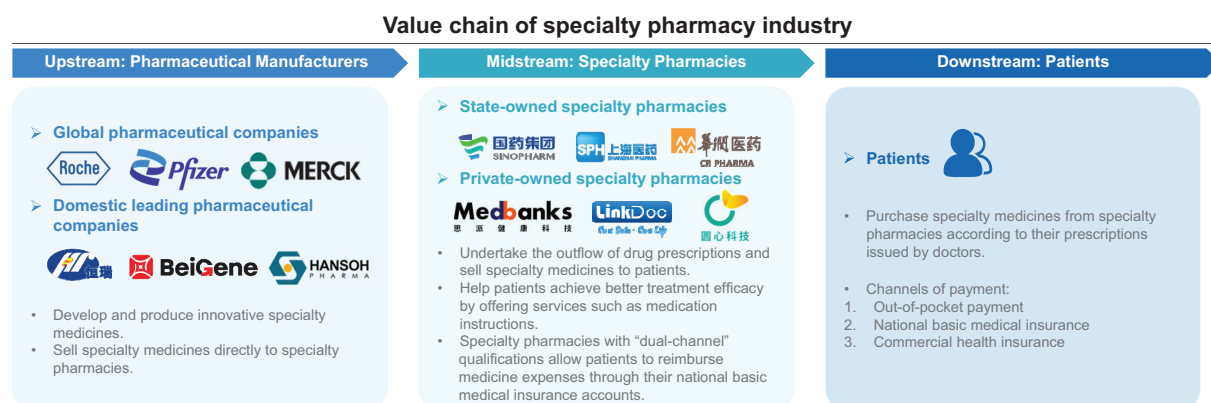 Value chain of specialty pharmacy industry
Upstream: Pharmaceutical Manufacturers
Global pharmaceutical companies
Roche
Pfizer
MERCK
Domestic leading pharmaceutical
companies
恒瑞
BeiGene
HANSOH
PHARMA
Develop and produce innovative specialty
medicines.
Sell specialty medicines directly to specialty
pharmacies.
Midstream: Specialty Pharmacies
State-owned specialty pharmacies
国药集团
SINOPHARM
SPH 上海医药
SHANGHAI PHARMA
華潤医药
CR PHARMA
Private-owned specialty pharmacies
Medbanks
思派健康科技
LinkDoc
Cure Data · Cure Life
圆心科技
Undertake the outflow of drug prescriptions and
sell specialty medicines to patients.
Help patients achieve better treatment efficacy
by offering services such as medication
instructions.
Specialty pharmacies with “dual-channel”
qualifications allow patients to reimburse
medicine expenses through their national basic
medical insurance accounts.
Downstream: Patients
Patients
Purchase specialty medicines from specialty
pharmacies according to their prescriptions
issued by doctors.
Channels of payment:
1. Out-of-pocket payment
2. National basic medical insurance
3. Commercial health insurance